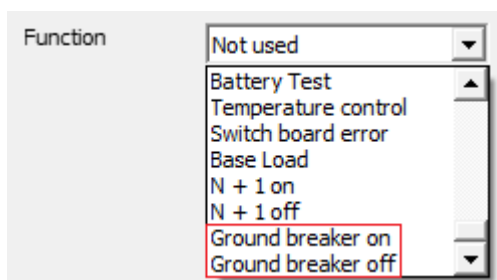 Function
Not used
Battery Test
Temperature control
Switch board error
Base Load
N + 1 on
N + 1 off
Ground breaker on
Ground breaker off